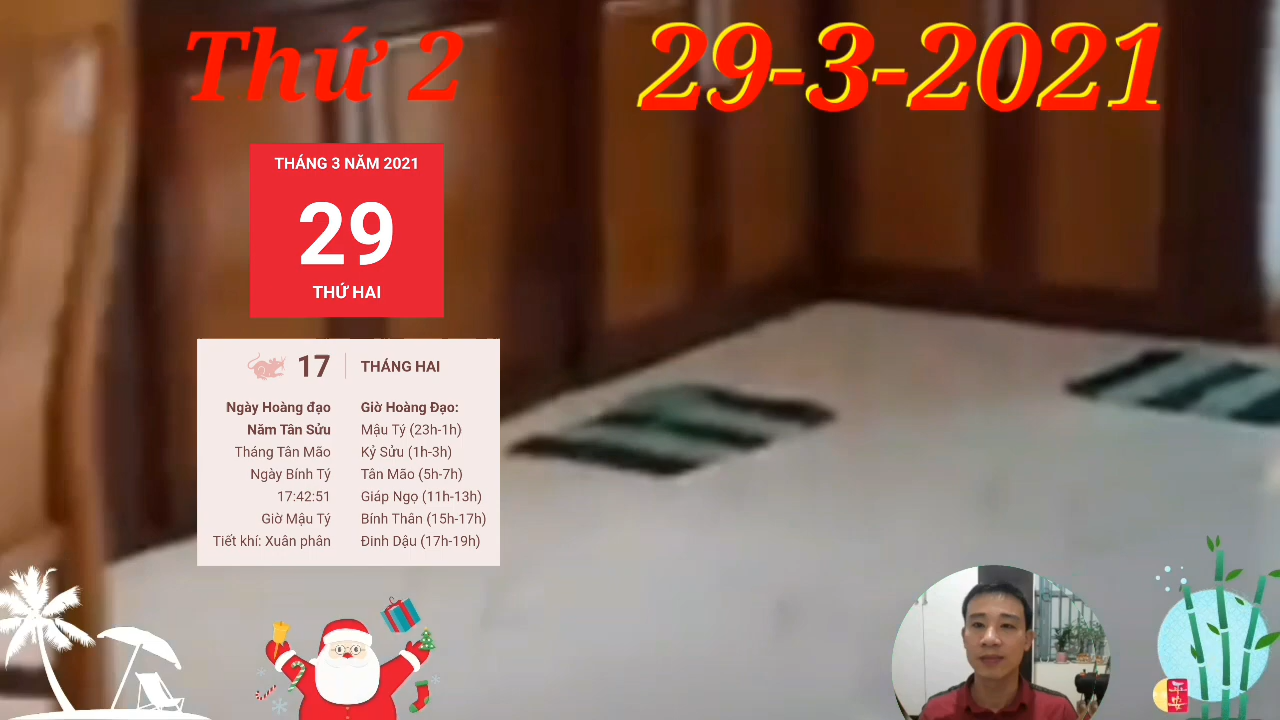 Thứ 2
29-3-2021
THÁNG 3 NĂM 2021
29
THỨ HAI
17
THÁNG HAI
Ngày Hoàng đạo
Năm Tân Sửu
Tháng Tân Mão
Ngày Bính Tý
17:42:51
Giờ Mậu Tý
Tiết khí: Xuân phân
Giờ Hoàng Đạo:
Mậu Tý (23h-1h)
Kỷ Sửu (1h-3h)
Tân Mão (5h-7h)
Giáp Ngọ (11h-13h)
Bính Thân (15h-17h)
Đinh Dậu (17h-19h)